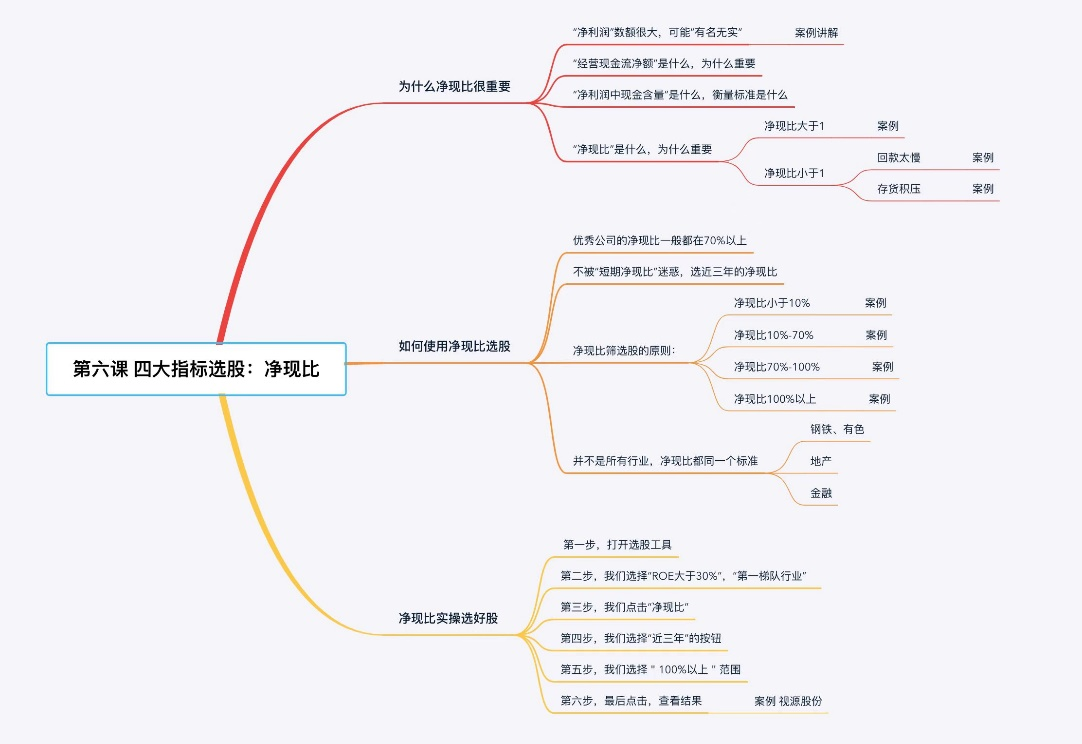 第六课 四大指标选股：净现比
为什么净现比很重要
“净利润”数额很大，可能“有名无实” 案例讲解
“经营现金流净额”是什么，为什么重要
“净利润中现金含量”是什么，衡量标准是什么
“净现比”是什么，为什么重要
净现比大于1 案例
净现比小于1
回款太慢 案例
存货积压 案例
如何使用净现比选股
优秀公司的净现比一般都在70%以上
不被“短期净现比”迷惑，选近三年的净现比
净现比筛选股的原则：
净现比小于10% 案例
净现比10%-70% 案例
净现比70%-100% 案例
净现比100%以上 案例
并不是所有行业，净现比都同一个标准
钢铁、有色
地产
金融
净现比实操选好股
第一步，打开选股工具
第二步，我们选择“ROE大于30%”，“第一梯队行业”
第三步，我们点击“净现比”
第四步，我们选择“近三年”的按钮
第五步，我们选择 " 100%以上 " 范围
第六步，最后点击，查看结果 案例 视源股份